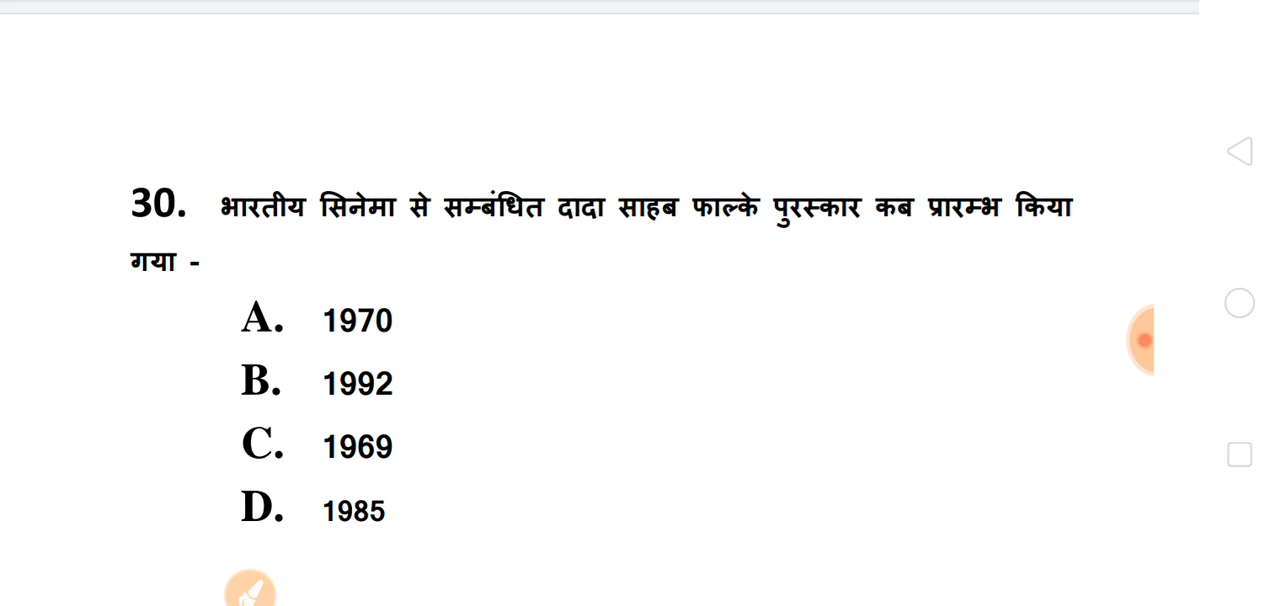 30. भारतीय सिनेमा से सम्बंधित दादा साहब फाल्के पुरस्कार कब प्रारम्भ किया
गया -
A. 1970
B. 1992
C. 1969
D. 1985